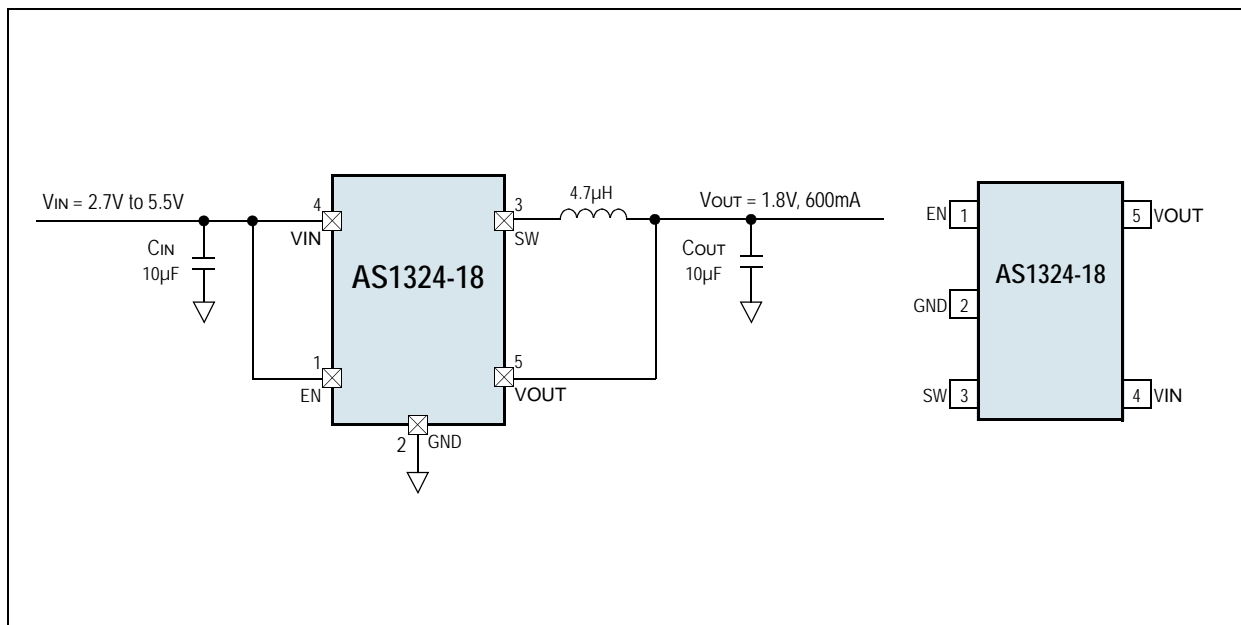 VIN = 2.7V to 5.5V
CIN
10µF
4
VIN
1
EN
AS1324-18
2
GND
3
SW
4.7µH
VOUT = 1.8V, 600mA
COUT
10µF
5
VOUT
EN 1
GND 2
SW 3
AS1324-18
5 VOUT
4 VIN